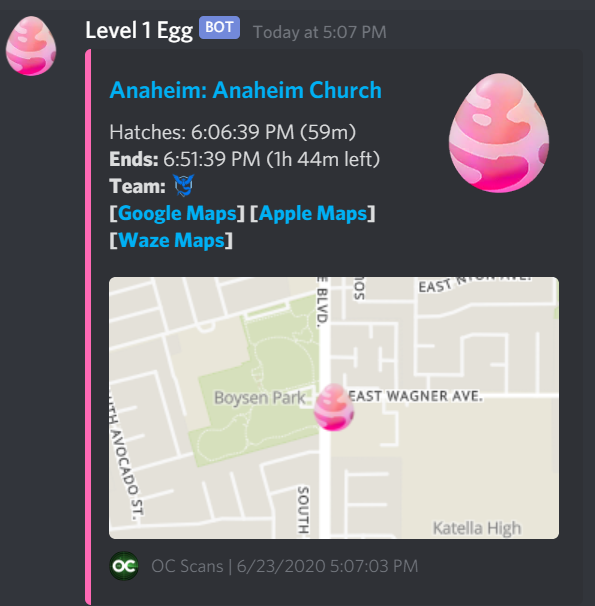 Level 1 Egg BOT Today at 5:07 PM
Anaheim: Anaheim Church
Hatches: 6:06:39 PM (59m)
Ends: 6:51:39 PM (1h 44m left)
Team:
[Google Maps] [Apple Maps]
[Waze Maps]
E BLVD.
SOS
EAST
AVE.
Boysen Park
EAST WAGNER AVE.
UTH AVOCADO ST.
SOUTH
Katella High
OC OC Scans | 6/23/2020 5:07:03 PM